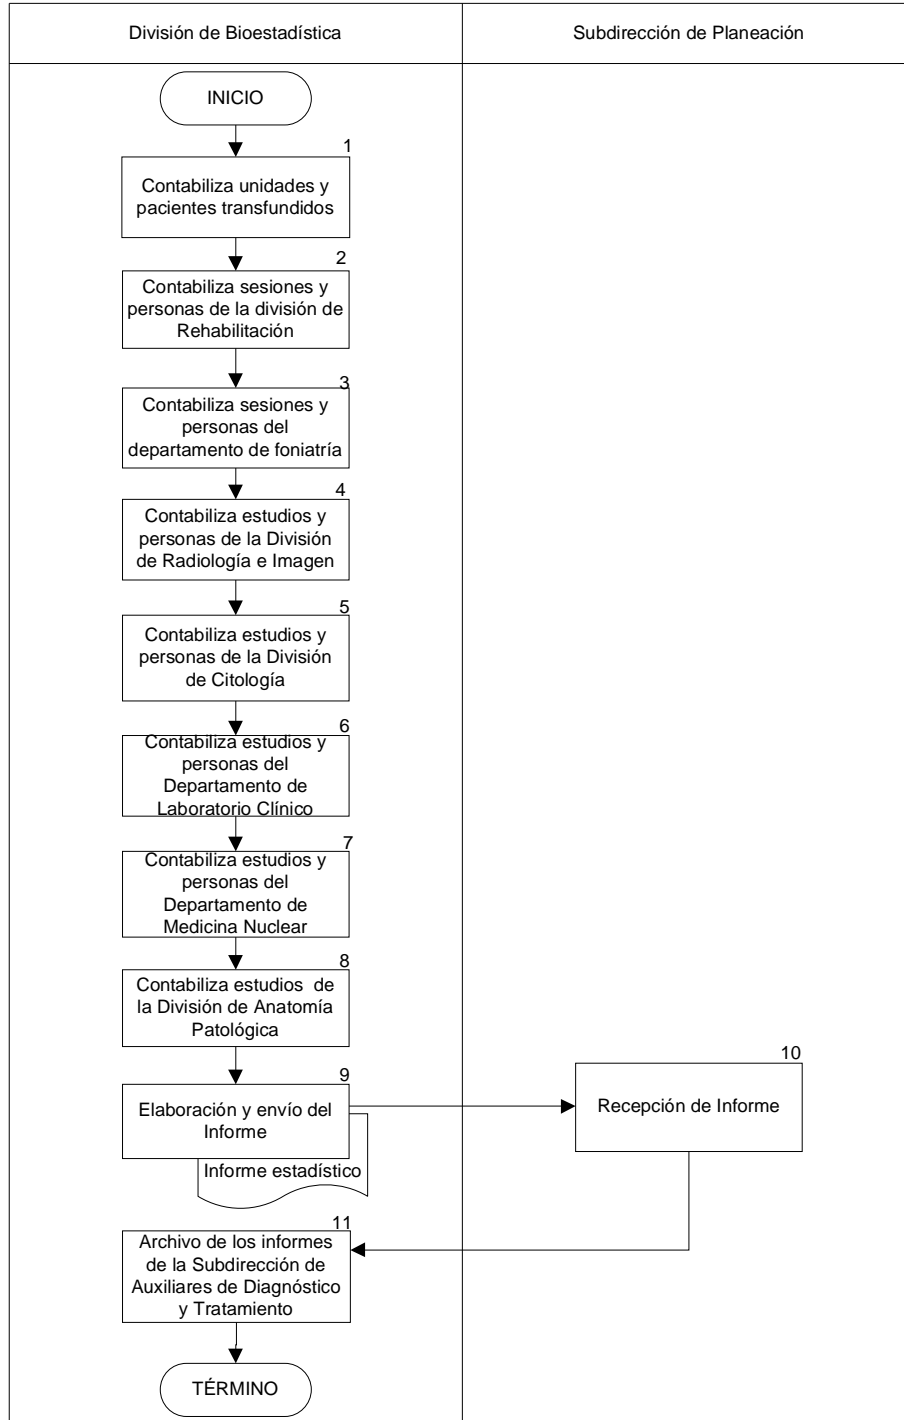 División de Bioestadística
Subdirección de Planeación
INICIO
1
Contabiliza unidades y
pacientes transfundidos
2
Contabiliza sesiones y
personas de la división de
Rehabilitación
3
Contabiliza sesiones y
personas del
departamento de foniatría
4
Contabiliza estudios y
personas de la División
de Radiología e Imagen
5
Contabiliza estudios y
personas de la División
de Citología
6
Contabiliza estudios y
personas del
Departamento de
Laboratorio Clínico
7
Contabiliza estudios y
personas del
Departamento de
Medicina Nuclear
8
Contabiliza estudios de
la División de Anatomía
Patológica
9
Elaboración y envío del
Informe
Informe estadístico
10
Recepción de Informe
11
Archivo de los informes
de la Subdirección de
Auxiliares de Diagnóstico
y Tratamiento
TÉRMINO